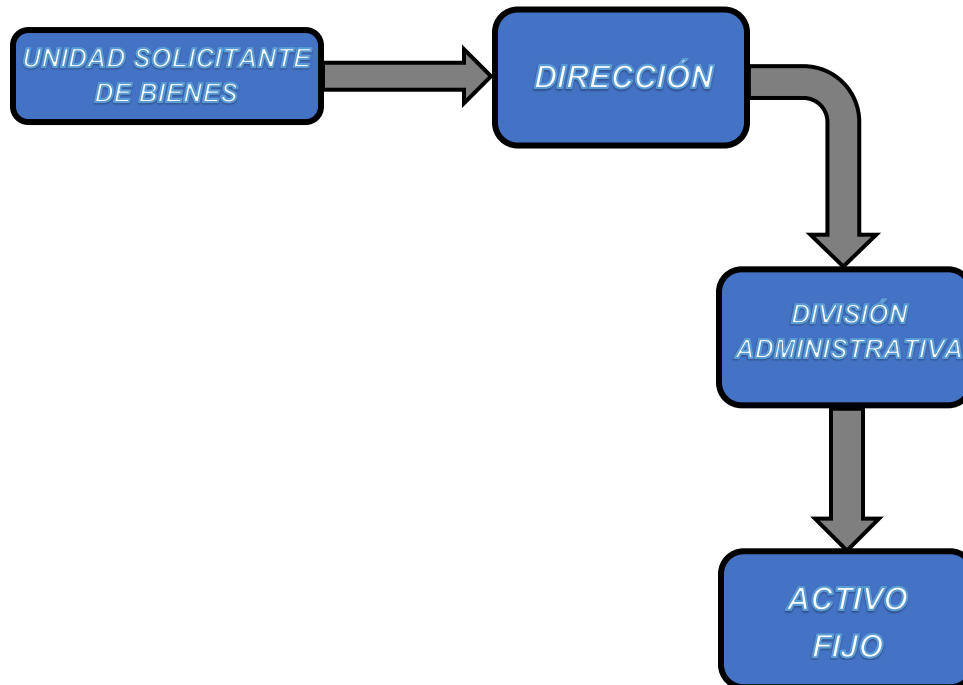 UNIDAD SOLICITANTE
DE BIENES
DIRECCIÓN
DIVISIÓN
ADMINISTRATIVA
ACTIVO
FIJO